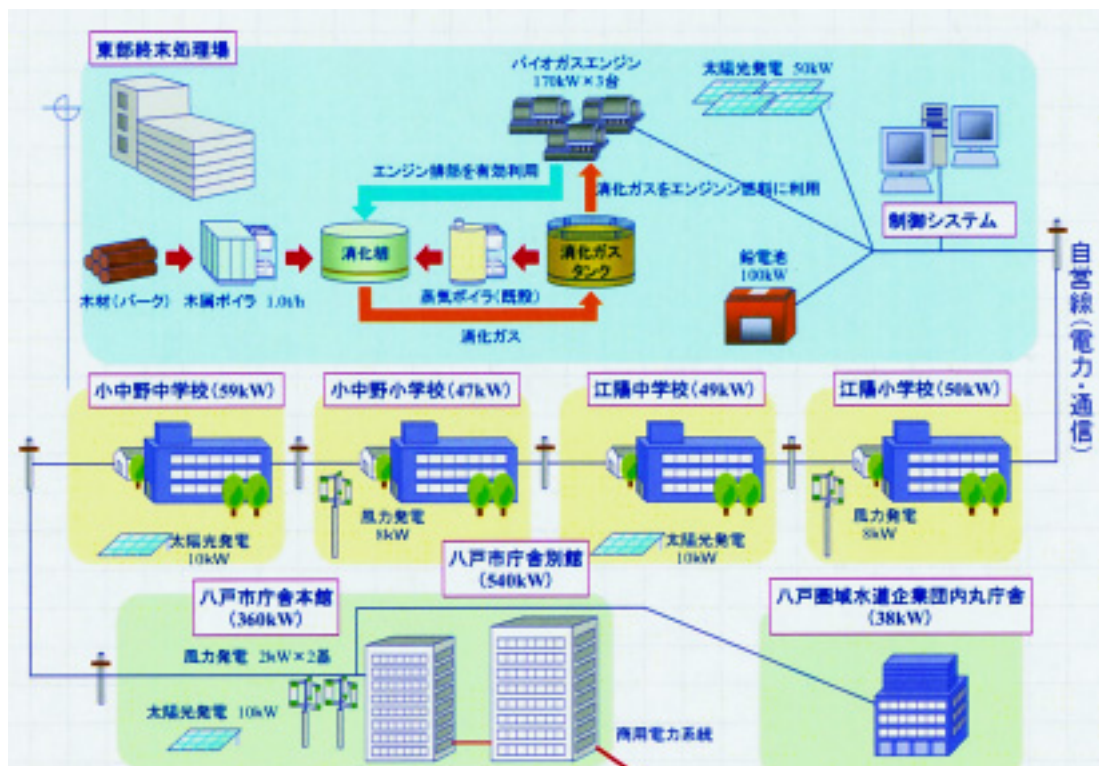 東部終末処理場
バイオガスエンジン
170kW×3台
太陽光発電 50kW
エンジン排熱を有効利用
消化ガスをエンジンン燃料に利用
制御システム
消化槽
消化ガス
タンク
鉛電池
100kW
木材(バーク)
木屑ボイラ 1.0t/h
蒸気ボイラ(既設)
消化ガス
自営線(電力・通信)
小中野中学校(59kW)
小中野小学校(47kW)
江陽中学校(49kW)
江陽小学校(50kW)
太陽光発電
10kW
風力発電
8kW
太陽光発電
10kW
風力発電
8kW
八戸市庁舎別館
(540kW)
八戸市庁舎本館
(360kW)
八戸圏域水道企業団内丸庁舎
(38kW)
風力発電 2kW×2基
太陽光発電 10kW
商用電力系統